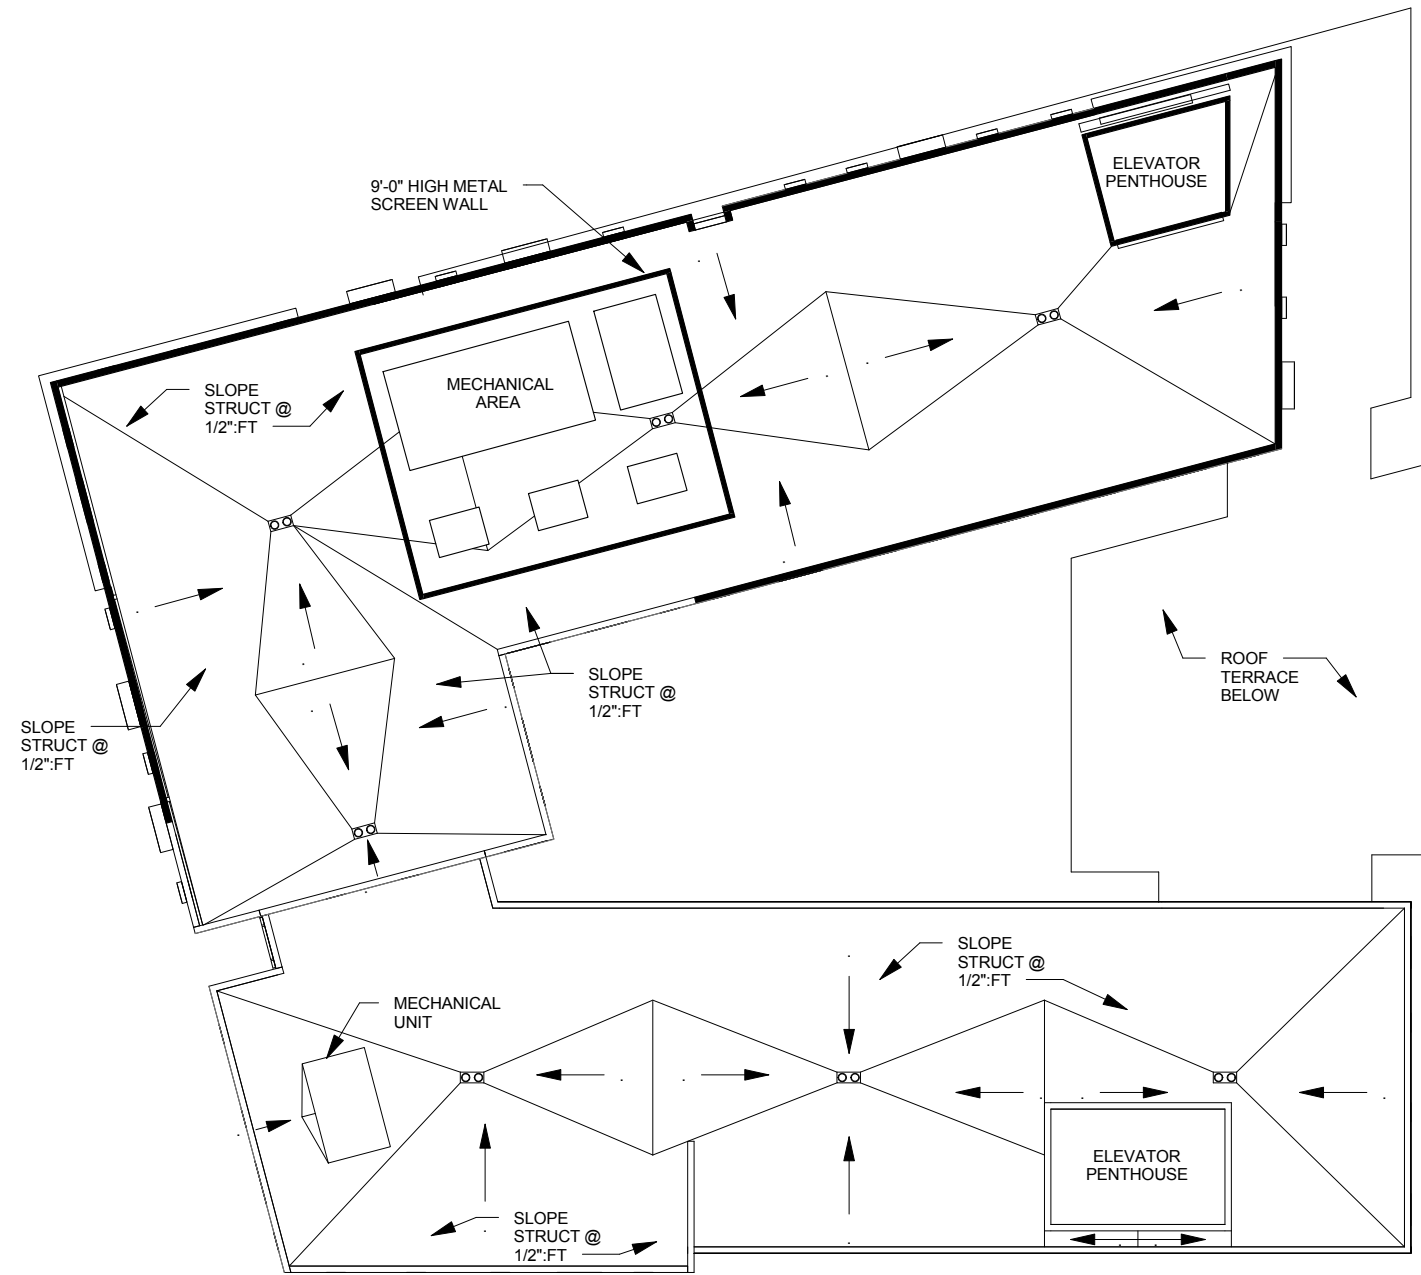 ELEVATOR
PENTHOUSE
9'-0" HIGH METAL
SCREEN WALL
MECHANICAL
AREA
SLOPE
STRUCT @
1/2":FT
SLOPE
STRUCT @
1/2":FT
ROOF
TERRACE
BELOW
SLOPE
STRUCT @
1/2":FT
SLOPE
STRUCT @
1/2":FT
MECHANICAL
UNIT
ELEVATOR
PENTHOUSE
SLOPE
STRUCT @
1/2":FT